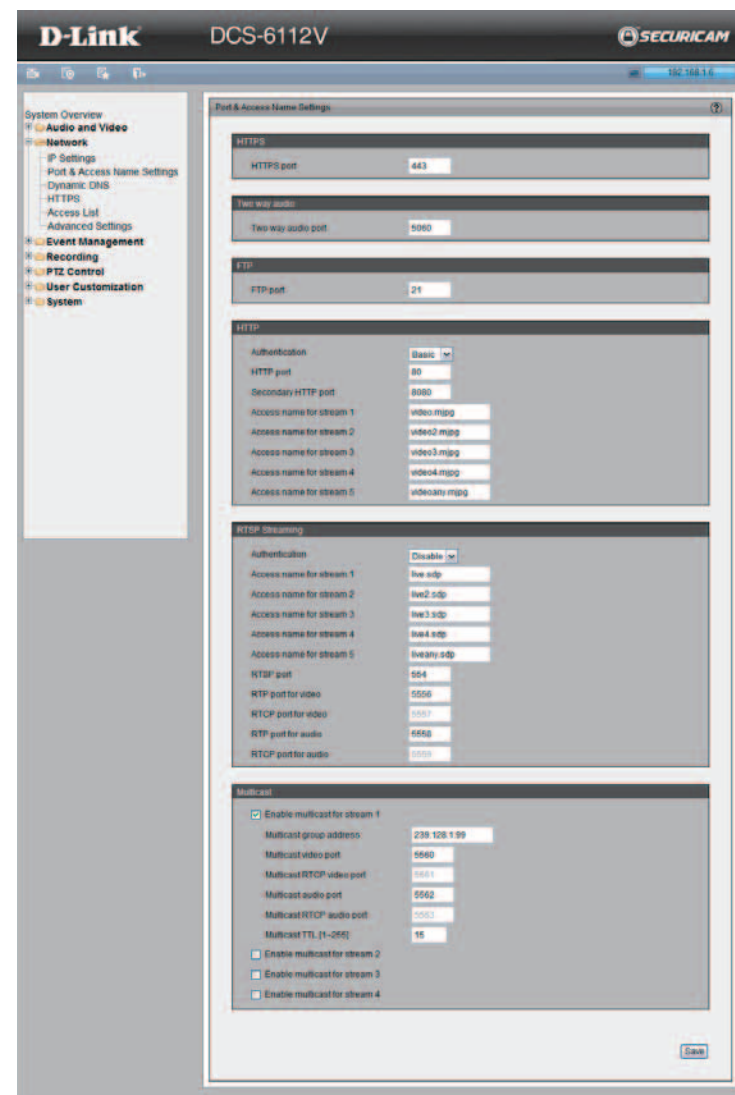 D-Link
DCS-6112V
SECURICAM
192.168.1.6
System Overview
Audio and Video
Network
IP Settings
Port & Access Name Settings
Dynamic DNS
HTTPS
Access List
Advanced Settings
Event Management
Recording
PTZ Control
User Customization
System
Port & Access Name Settings
?
HTTPS
HTTPS port 443
Two way audio
Two way audio port 5060
FTP
FTP port 21
HTTP
Authentication Basic
HTTP port 80
Secondary HTTP port 8080
Access name for stream 1 video.mjpg
Access name for stream 2 video2.mjpg
Access name for stream 3 video3.mjpg
Access name for stream 4 video4.mjpg
Access name for stream 5 videoany.mjpg
RTSP Streaming
Authentication Disable
Access name for stream 1 live.sdp
Access name for stream 2 live2.sdp
Access name for stream 3 live3.sdp
Access name for stream 4 live4.sdp
Access name for stream 5 liveany.sdp
RTSP port 554
RTP port for video 5556
RTCP port for video 5557
RTP port for audio 5558
RTCP port for audio 5559
Multicast
Enable multicast for stream 1
Multicast group address 239.128.1.99
Multicast video port 5560
Multicast RTCP video port 5561
Multicast audio port 5562
Multicast RTCP audio port 5563
Multicast TTL [1~255] 15
Enable multicast for stream 2
Enable multicast for stream 3
Enable multicast for stream 4
Save